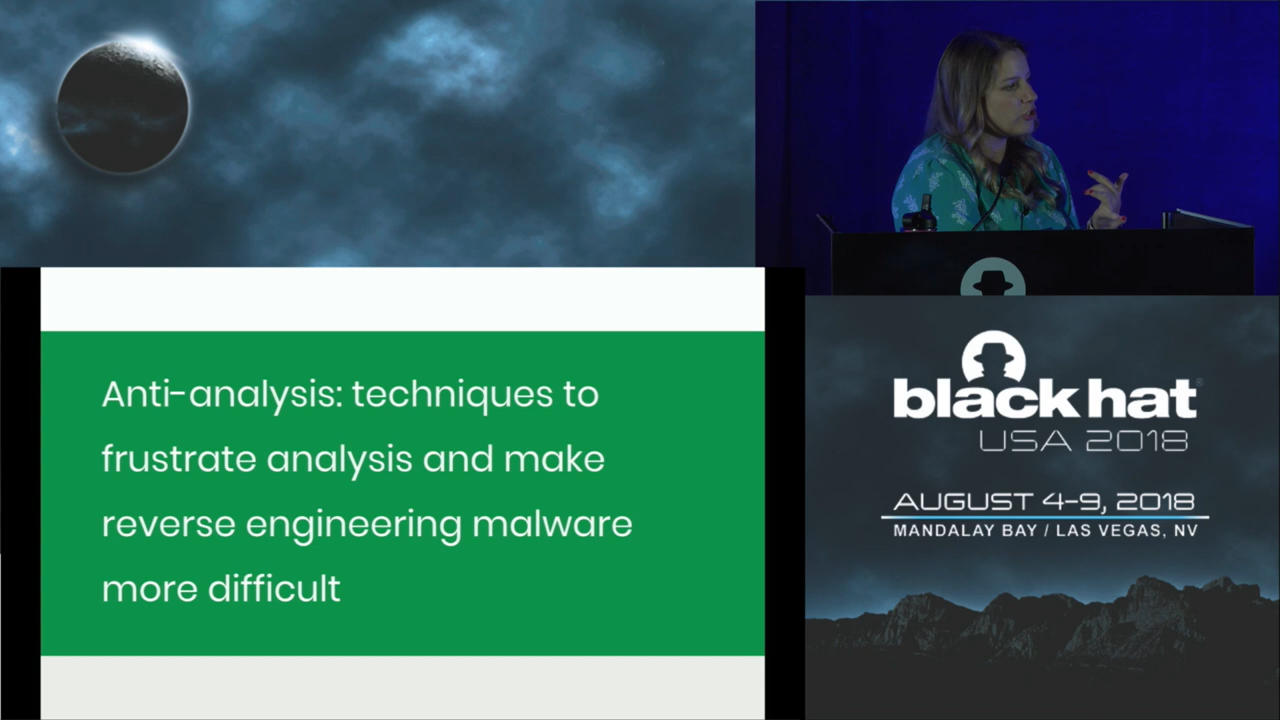 Anti-analysis: techniques to
frustrate analysis and make
reverse engineering malware
more difficult
black hat
USA 2018
AUGUST 4-9, 2018
MANDALAY BAY / LAS VEGAS, NV